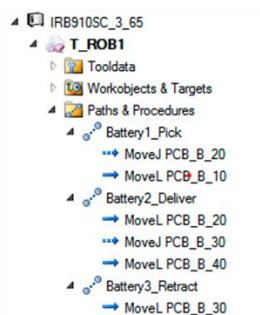 IRB910SC_3_65
T_ROB1
Tooldata
Workobjects & Targets
Paths & Procedures
Battery1_Pick
MoveJ PCB_B_20
MoveL PCB_B_10
Battery2_Deliver
MoveL PCB_B_20
MoveJ PCB_B_30
MoveL PCB_B_40
Battery3_Retract
MoveL PCB_B_30